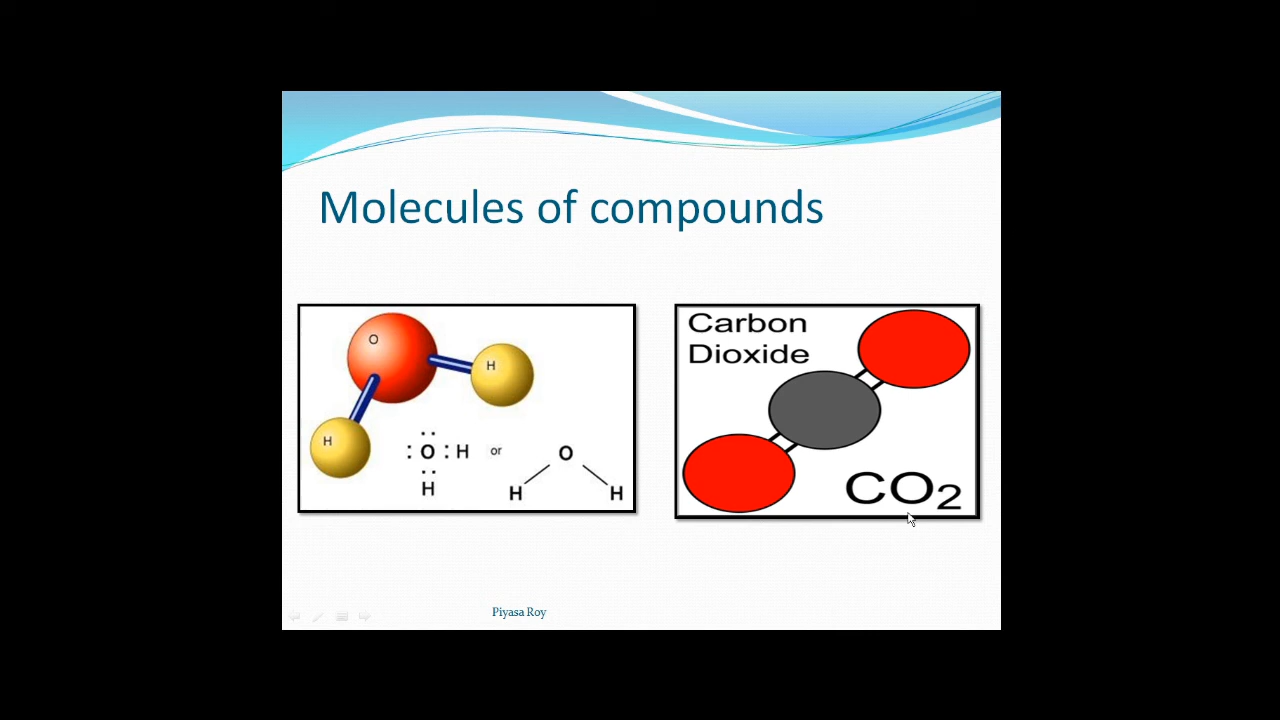 Molecules of compounds
O
H
H
: O : H or O
H
H H
Carbon
Dioxide
CO2
Piyasa Roy